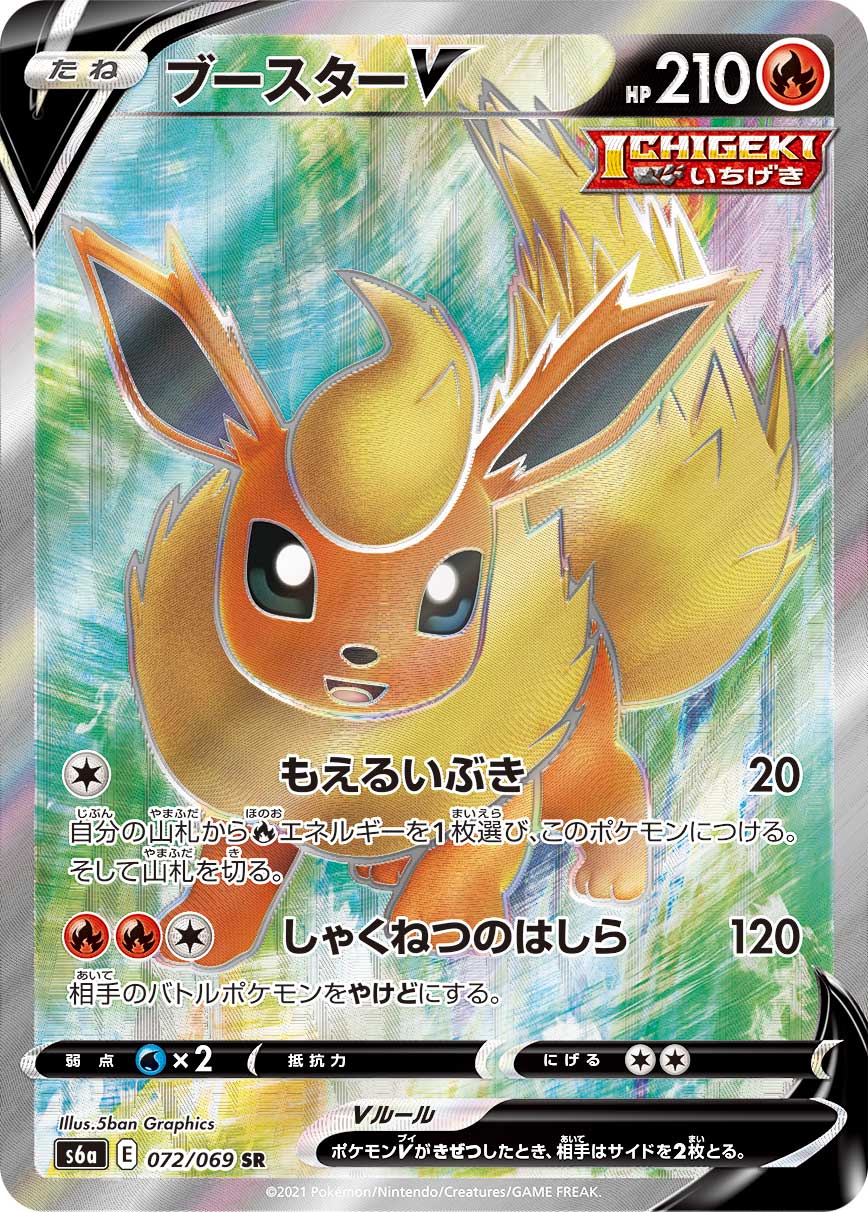 たね ブースターV HP 210
ICHIGEKI
いちげき
もえるいぶき 20
自分の山札から エネルギーを1枚選び、このポケモンにつける。
そして山札を切る。
しゃくねつのはしら 120
相手のバトルポケモンをやけどにする。
弱点 ×2 抵抗力 にげる
Illus.5ban Graphics
Vルール
ポケモンVがきぜつしたとき、相手はサイドを2枚とる。
s6a E 072/069 SR
©2021 Pokémon/Nintendo/Creatures/GAME FREAK.